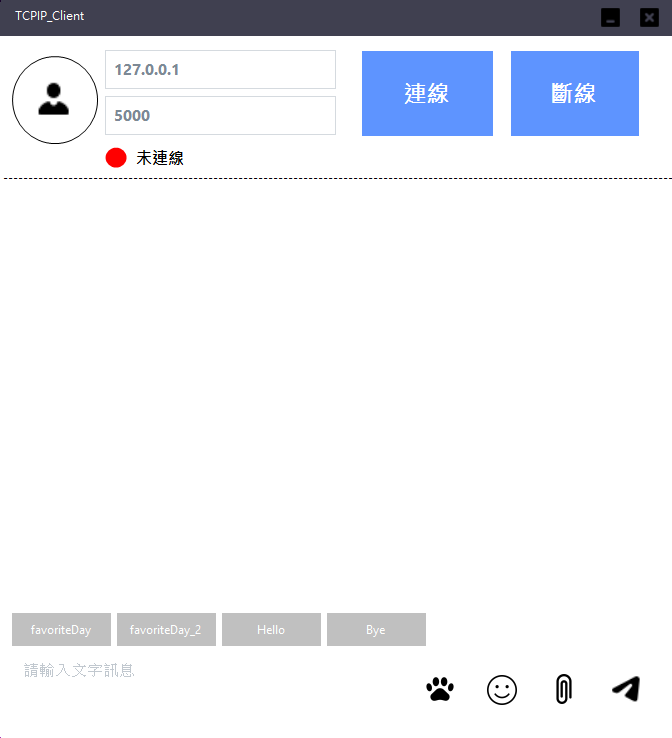 TCPIP_Client
127.0.0.1
連線
斷線
5000
未連線
favoriteDay
favoriteDay_2
Hello
Bye
請輸入文字訊息